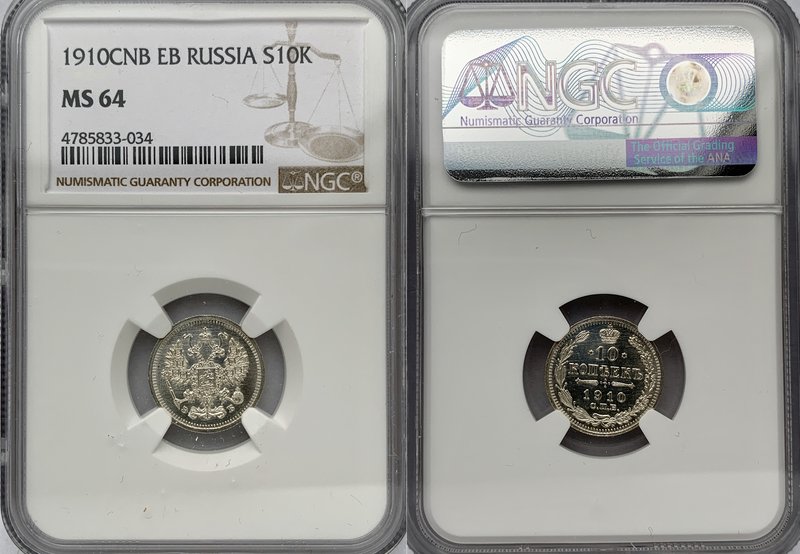 1910CNB EB RUSSIA S10K
MS 64
4785833-034
NUMISMATIC GUARANTY CORPORATION NGC®
Э Б
NGC
Numismatic Guaranty Corporation
The Official Grading
Service of the ANA
10
КОПѢЕКЪ
1910
С.П.Б.